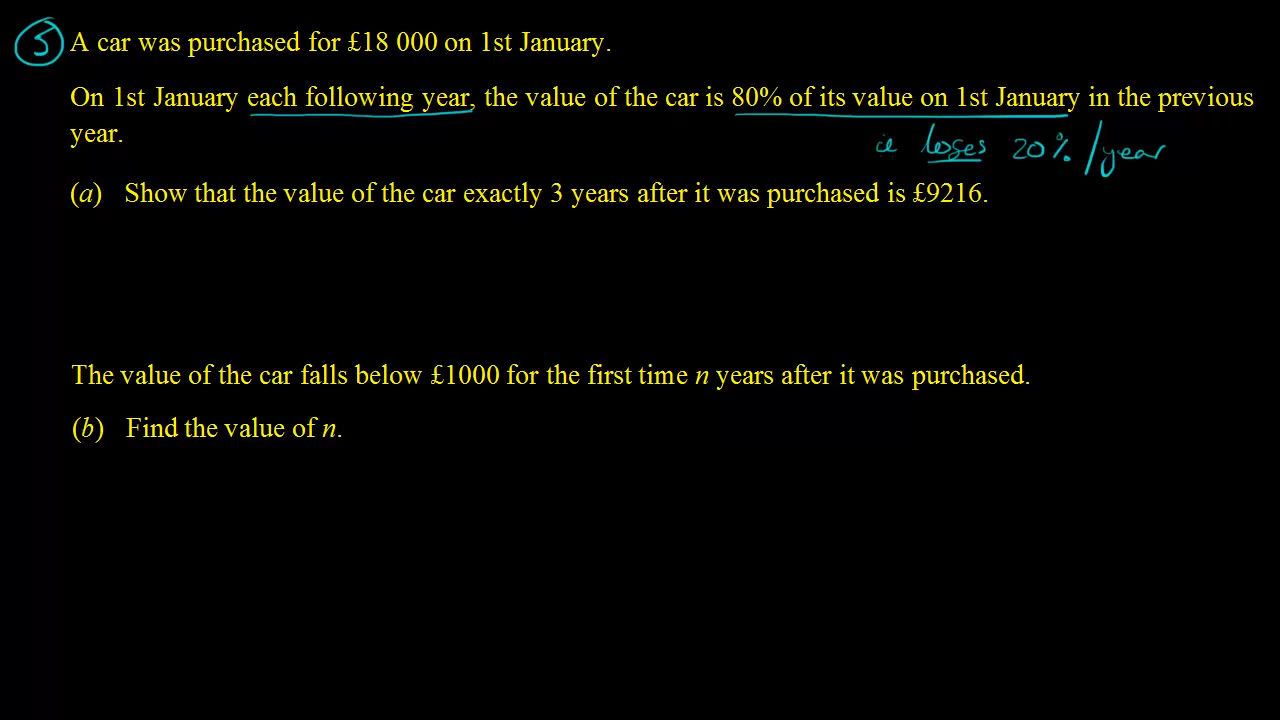 5 A car was purchased for £18 000 on 1st January.
On 1st January each following year, the value of the car is 80% of its value on 1st January in the previous
year.
ie loses 20% / year
(a) Show that the value of the car exactly 3 years after it was purchased is £9216.
The value of the car falls below £1000 for the first time n years after it was purchased.
(b) Find the value of n.